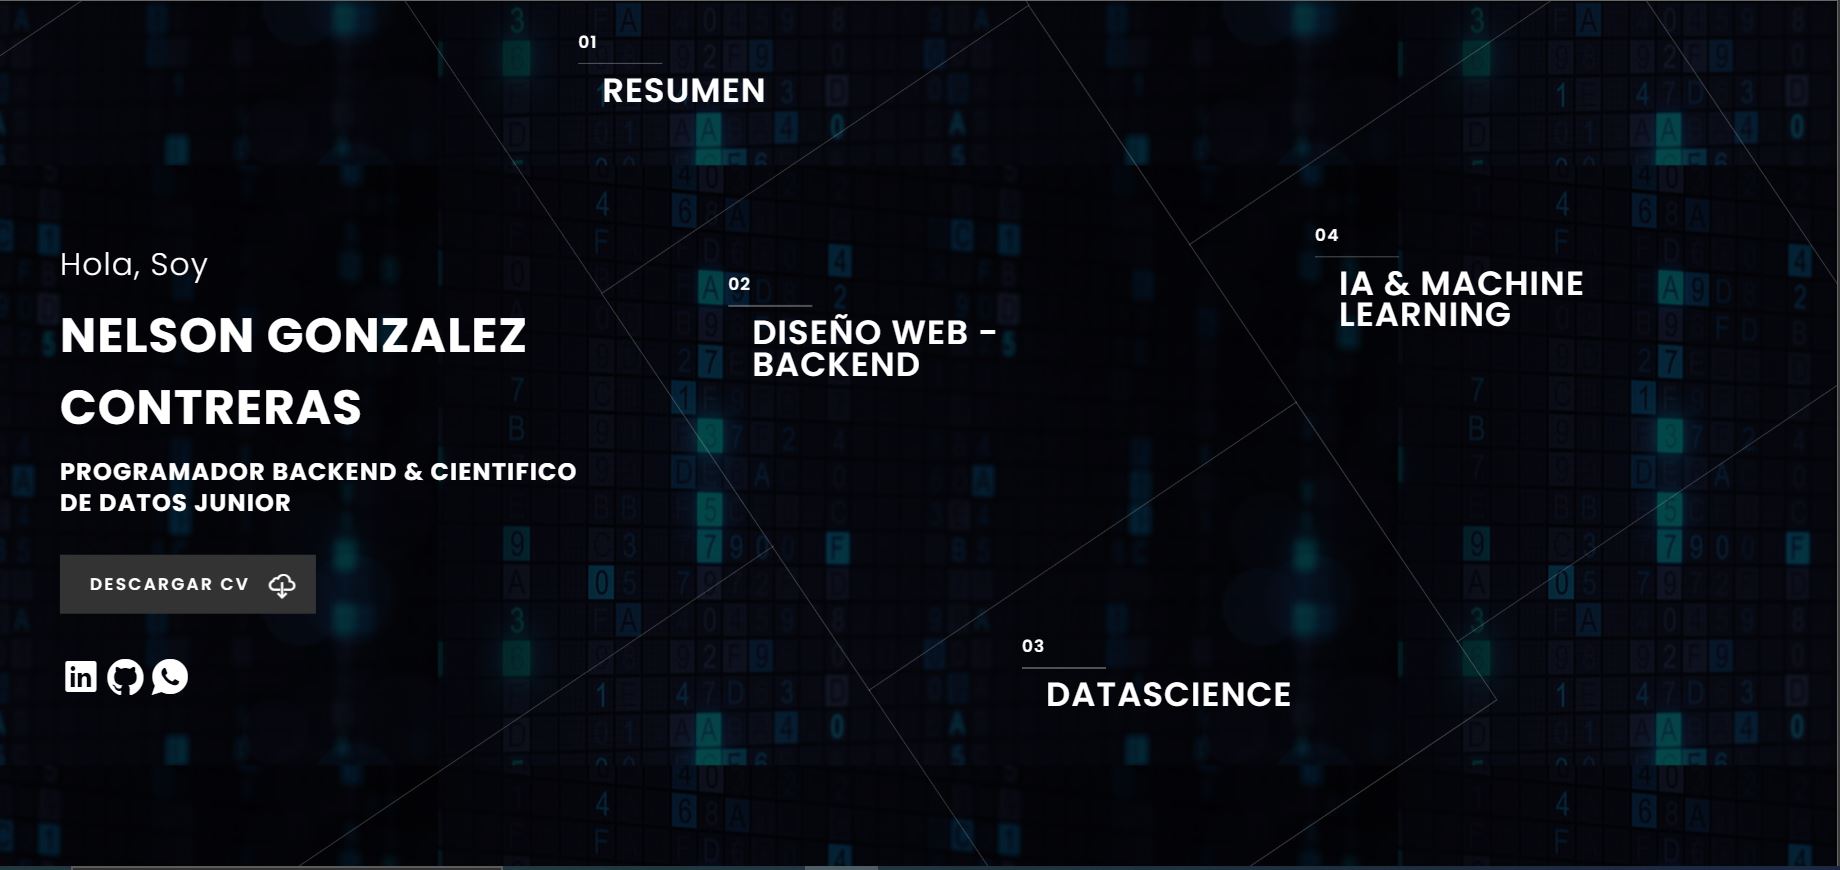 Hola, Soy
NELSON GONZALEZ
CONTRERAS
PROGRAMADOR BACKEND & CIENTIFICO
DE DATOS JUNIOR
DESCARGAR CV
in
01
RESUMEN
02
DISEÑO WEB -
BACKEND
03
DATASCIENCE
04
IA & MACHINE
LEARNING